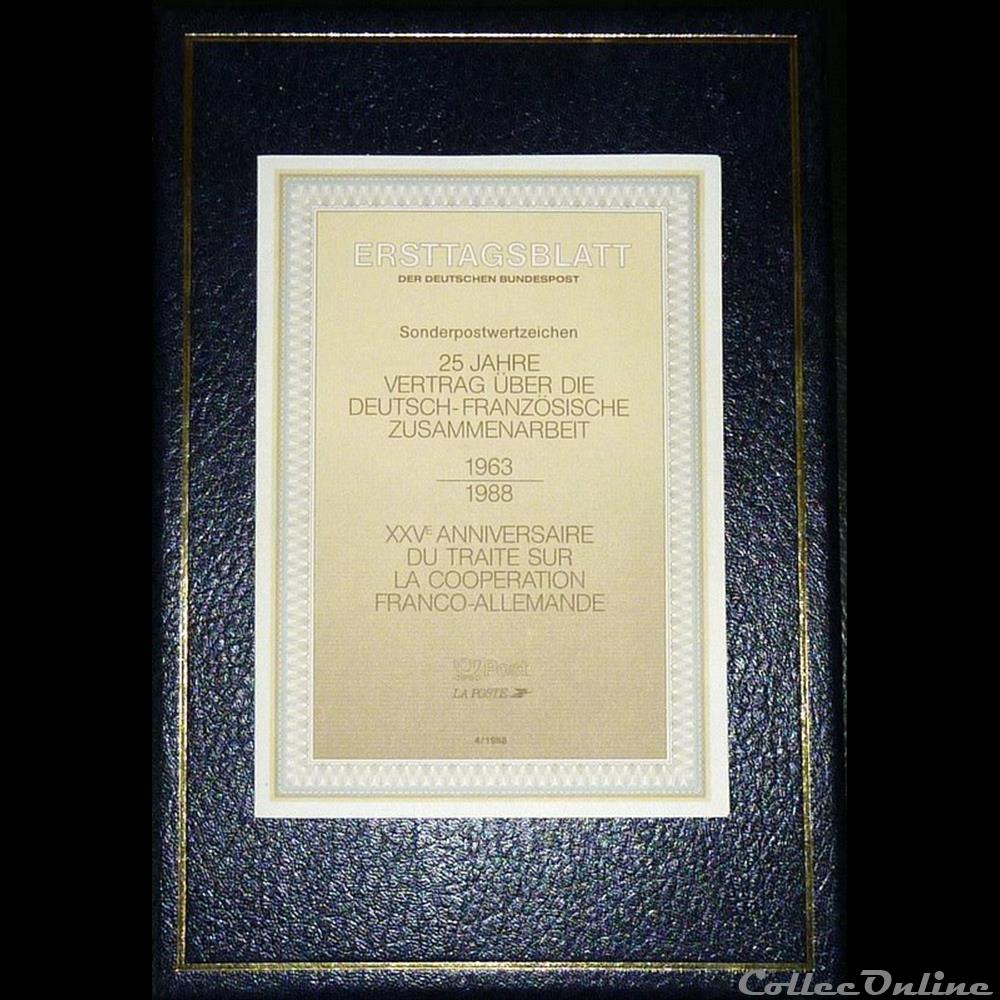 ERSTTAGSBLATT
DER DEUTSCHEN BUNDESPOST
Sonderpostwertzeichen
25 JAHRE
VERTRAG ÜBER DIE
DEUTSCH-FRANZÖSISCHE
ZUSAMMENARBEIT
1963
1988
XXVE ANNIVERSAIRE
DU TRAITE SUR
LA COOPERATION
FRANCO-ALLEMANDE
Post
LA POSTE
4/1988
CollecOnline